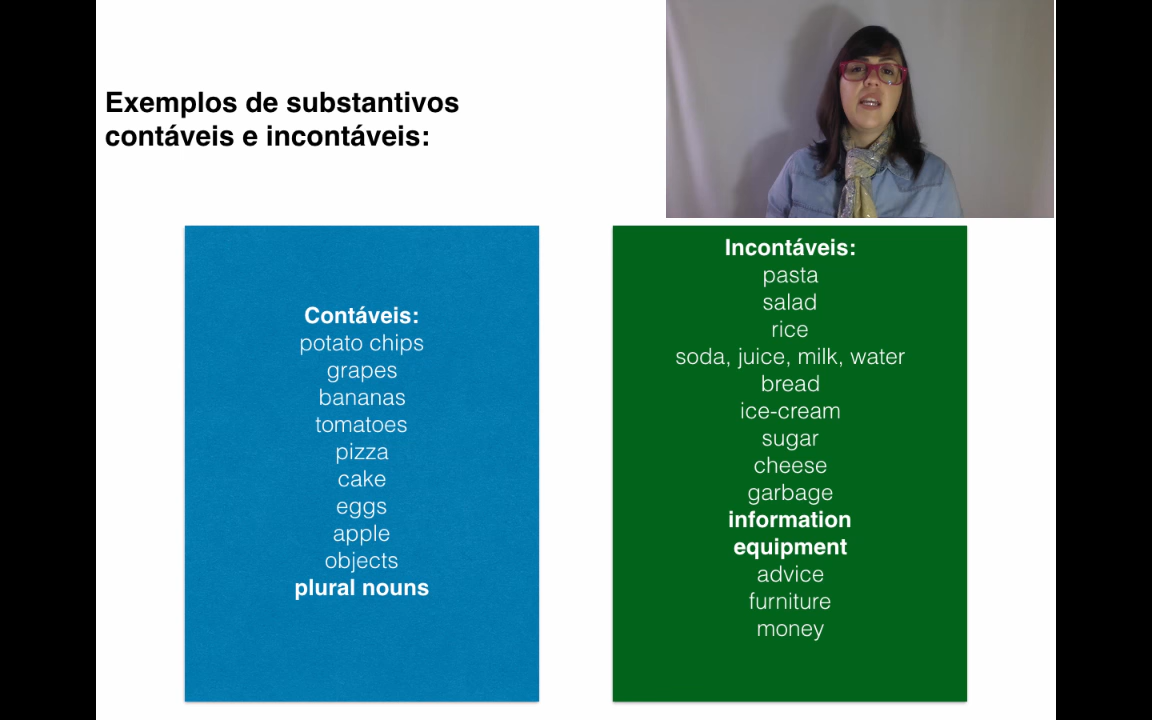 Exemplos de substantivos
contáveis e incontáveis:
Contáveis:
potato chips
grapes
bananas
tomatoes
pizza
cake
eggs
apple
objects
plural nouns
Incontáveis:
pasta
salad
rice
soda, juice, milk, water
bread
ice-cream
sugar
cheese
garbage
information
equipment
advice
furniture
money